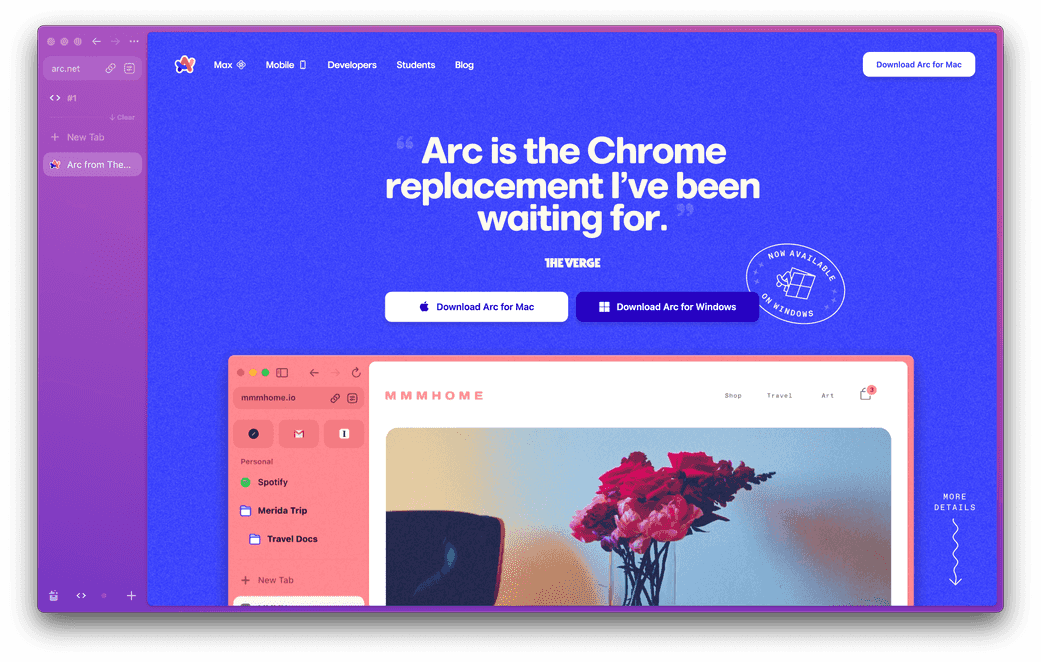 arc.net
#1
Clear
New Tab
Arc from The...
Max
Mobile
Developers
Students
Blog
Download Arc for Mac
“Arc is the Chrome
replacement I’ve been
waiting for.”
THE VERGE
Download Arc for Mac
Download Arc for Windows
NOW AVAILABLE
ON WINDOWS
mmmhome.io
Personal
Spotify
Merida Trip
Travel Docs
New Tab
MMMHOME
Shop
Travel
Art
3
MORE
DETAILS